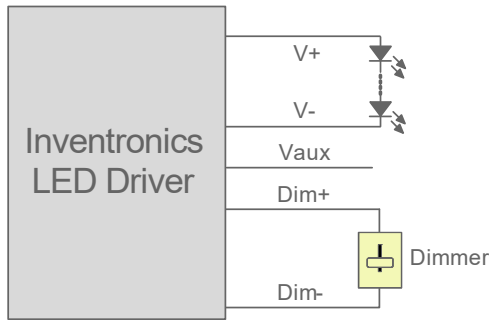 Inventronics
LED Driver
V+
V-
Vaux
Dim+
Dimmer
Dim-